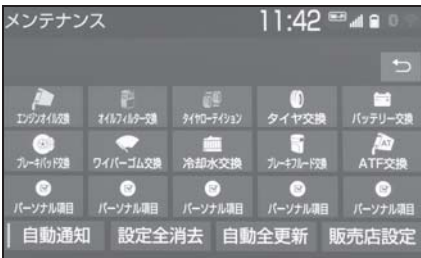 メンテナンス 11:42
エンジンオイル交換 オイルフィルター交換 タイヤローテイション タイヤ交換 バッテリー交換
ブレーキパッド交換 ワイパーゴム交換 冷却水交換 ブレーキフルード交換 ATF交換
パーソナル項目 パーソナル項目 パーソナル項目 パーソナル項目 パーソナル項目
自動通知 設定全消去 自動全更新 販売店設定